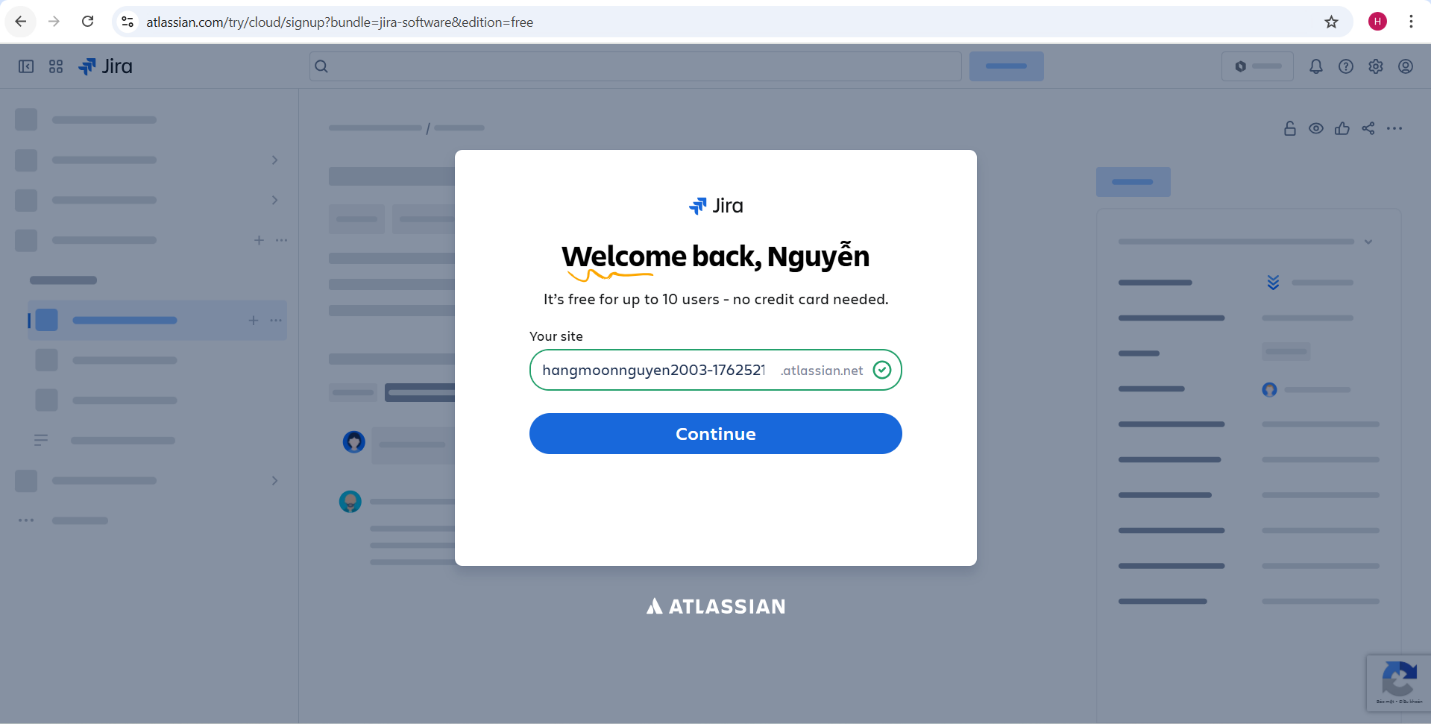 atlassian.com/try/cloud/signup?bundle=jira-software&edition=free
H
Jira
/
Jira
Welcome back, Nguyễn
It's free for up to 10 users - no credit card needed.
Your site
hangmoonnguyen2003-1762521 .atlassian.net
Continue
ATLASSIAN